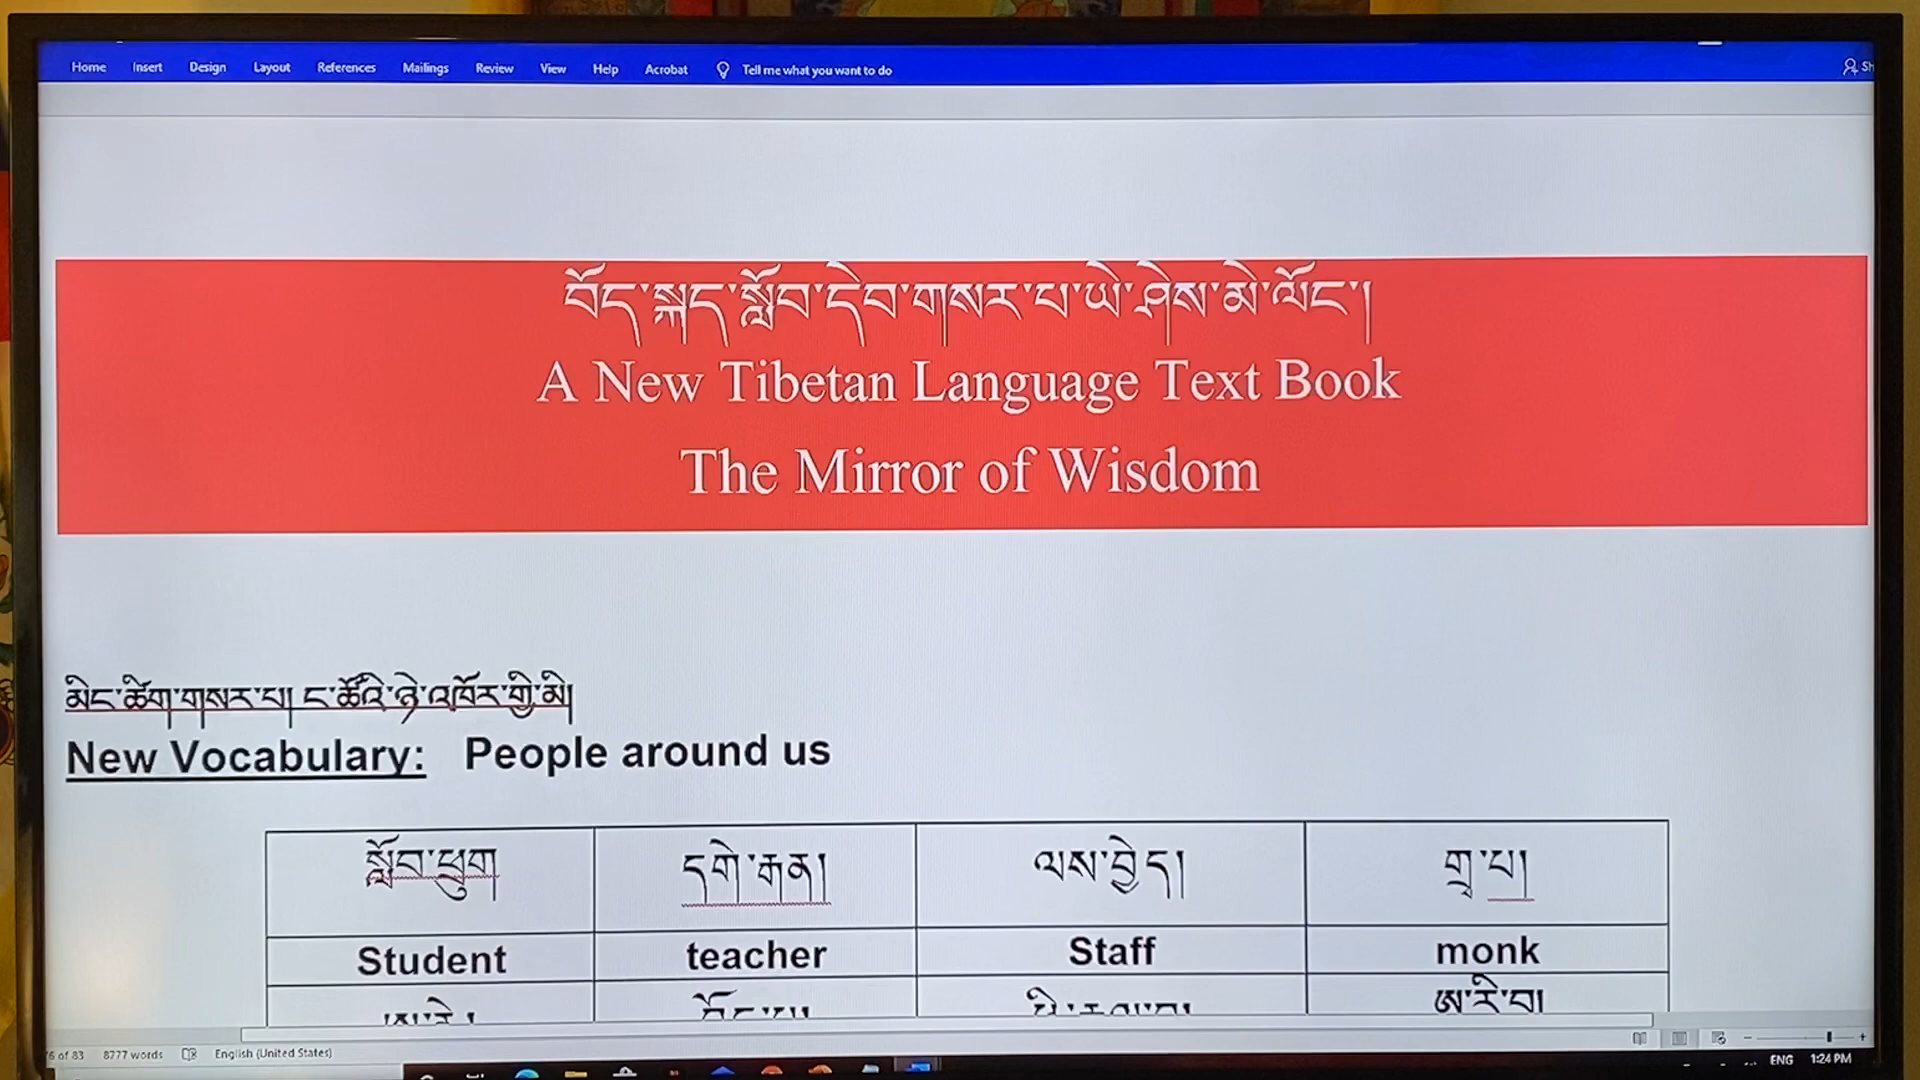 Home Insert Design Layout References Mailings Review View Help Acrobat Tell me what you want to do
བོད་སྐད་སློབ་དེབ་གསར་པ་ཡེ་ཤེས་མེ་ལོང་།
A New Tibetan Language Text Book
The Mirror of Wisdom
མིང་ཚིག་གསར་པ། ང་ཚོའི་ཉེ་འཁོར་གྱི་མི།
New Vocabulary: People around us
སློབ་ཕྲུག དགེ་རྒན། ལས་བྱེད། གྲྭ་པ།
Student teacher Staff monk
ཨ་རི་བ།
of 83 8777 words English (United States)
ENG 1:24 PM